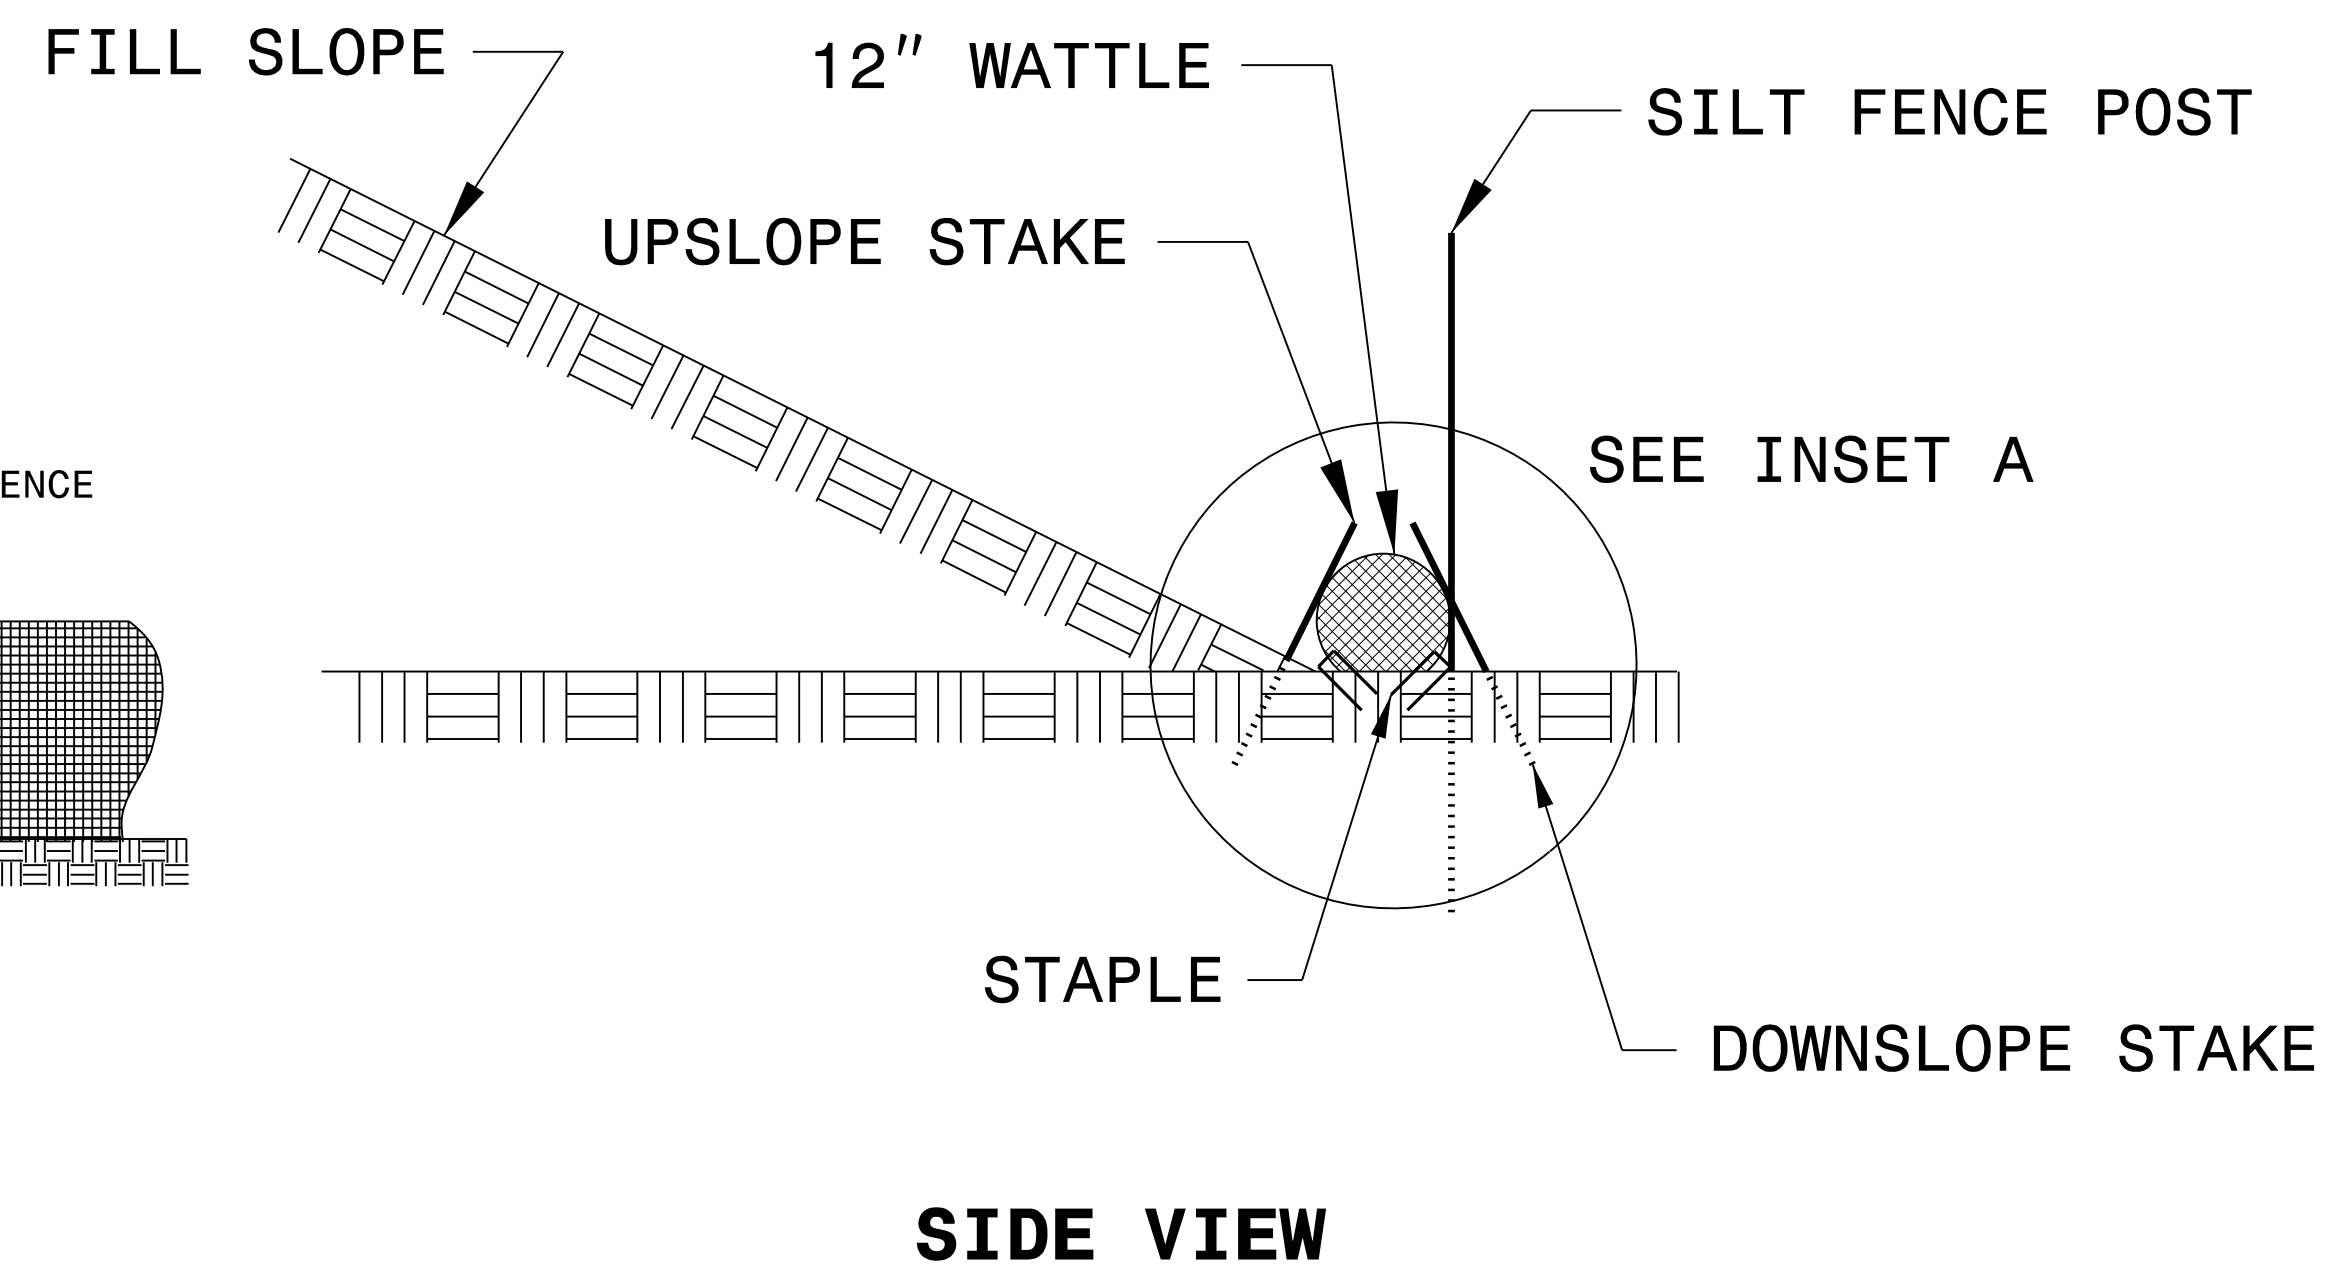 FILL SLOPE
12" WATTLE
SILT FENCE POST
UPSLOPE STAKE
SEE INSET A
ENCE
STAPLE
DOWNSLOPE STAKE
SIDE VIEW